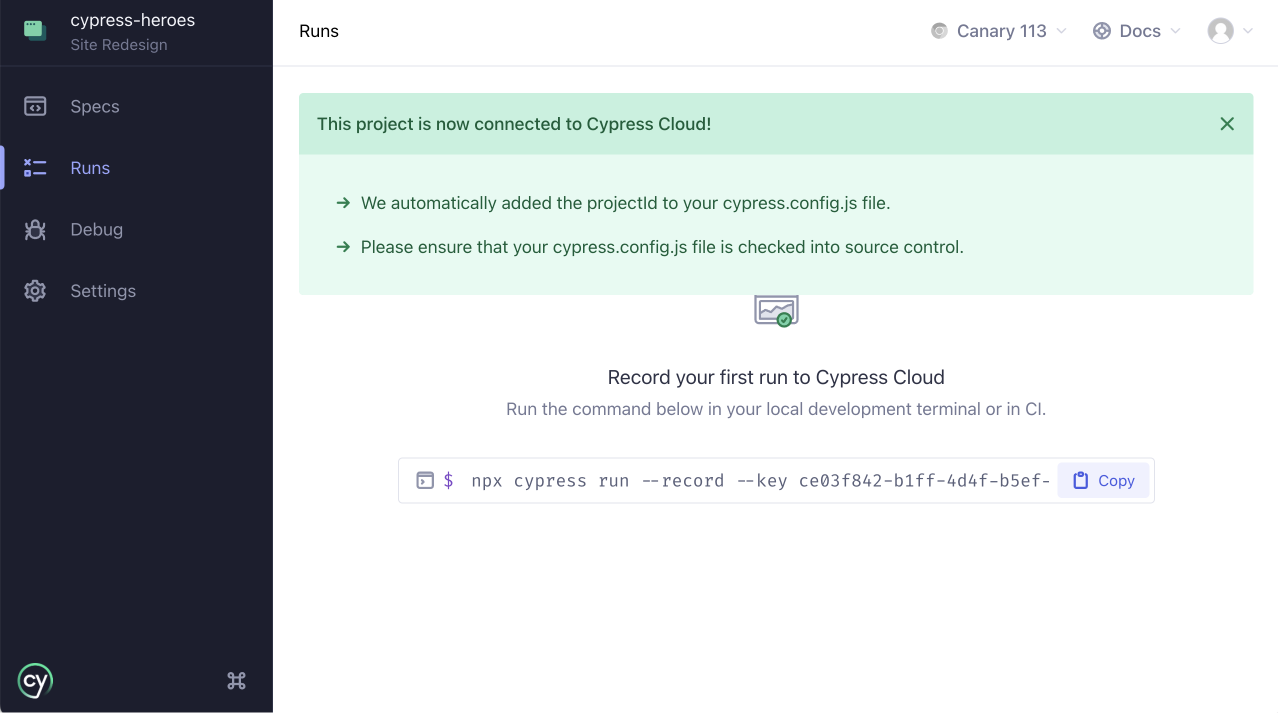 cypress-heroes
Site Redesign
Specs
Runs
Debug
Settings
cy
Runs
Canary 113
Docs
This project is now connected to Cypress Cloud!
→ We automatically added the projectId to your cypress.config.js file.
→ Please ensure that your cypress.config.js file is checked into source control.
Record your first run to Cypress Cloud
Run the command below in your local development terminal or in CI.
$ npx cypress run --record --key ce03f842-b1ff-4d4f-b5ef-
Copy